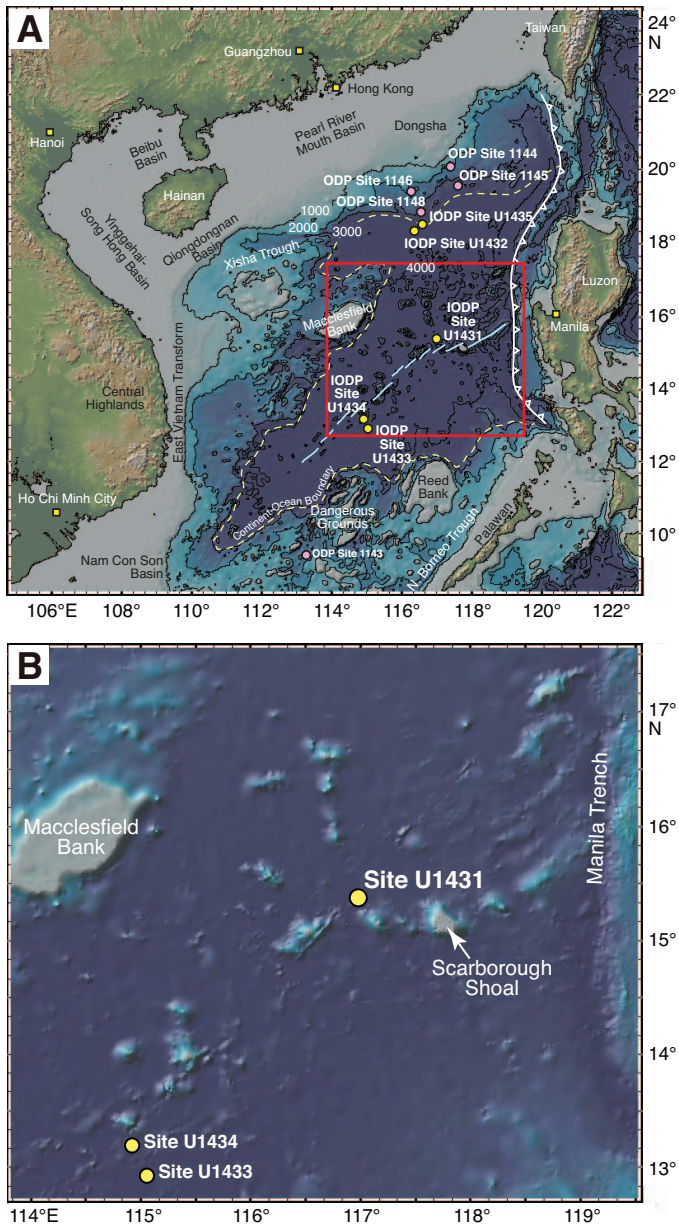 A
24°
N
Taiwan
Guangzhou
22°
Hong Kong
Pearl River
Mouth Basin
Dongsha
Hanoi
Beibu
Basin
ODP Site 1144
20°
ODP Site 1146
ODP Site 1145
Hainan
ODP Site 1148
1000
IODP Site U1435
2000
3000
IODP Site U1432
18°
Yinggehai-
Song Hong Basin
Qiongdongnan
Basin
Xisha Trough
4000
Luzon
Macclesfield
Bank
IODP
Site
U1431
16°
Manila
East Vietnam Transform
Central
Highlands
IODP
Site
U1434
14°
IODP
Site
U1433
12°
Reed
Bank
Ho Chi Minh City
Continent-Ocean Boundary
Dangerous
Grounds
Palawan
10°
N. Borneo Trough
ODP Site 1143
Nam Con Son
Basin
106°E 108° 110° 112° 114° 116° 118° 120° 122°
B
17°
N
Manila Trench
Macclesfield
Bank
16°
Site U1431
15°
Scarborough
Shoal
14°
Site U1434
Site U1433
13°
114°E 115° 116° 117° 118° 119°